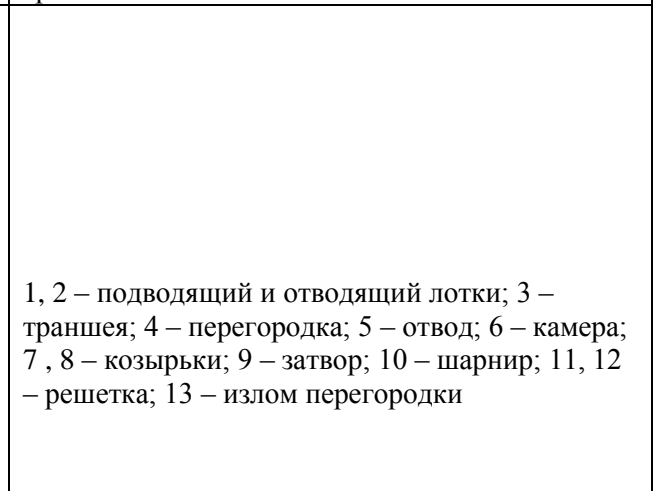 1, 2 – подводящий и отводящий лотки; 3 –
траншея; 4 – перегородка; 5 – отвод; 6 – камера;
7 , 8 – козырьки; 9 – затвор; 10 – шарнир; 11, 12
– решетка; 13 – излом перегородки